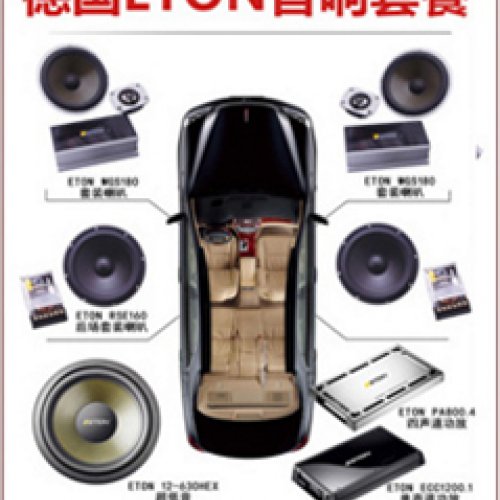 德国ETON音响套餐
ETON MGS180
套装喇叭
ETON MGS180
套装喇叭
ETON RSE160
后场套装喇叭
ETON
ETON PA800.4
四声道功放
ETON 12-630HEX
超低音
ETON ECC1200.1
单声道功放